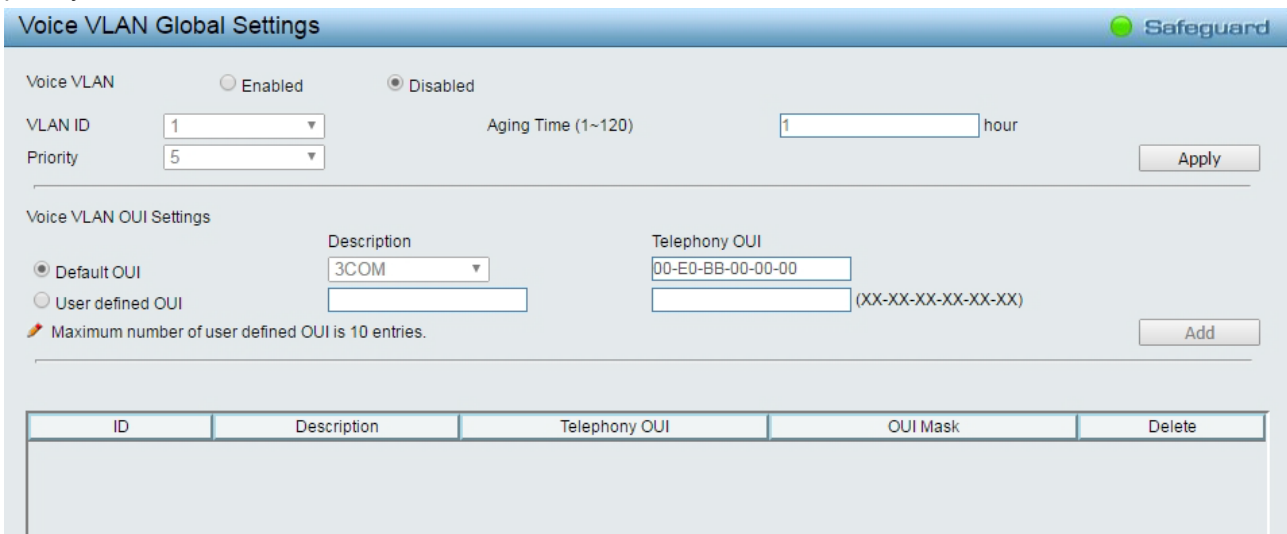 Voice VLAN Global Settings Safeguard
Voice VLAN Enabled Disabled
VLAN ID 1 Aging Time (1~120) 1 hour
Priority 5 Apply
Voice VLAN OUI Settings
Description Telephony OUI
Default OUI 3COM 00-E0-BB-00-00-00
User defined OUI (XX-XX-XX-XX-XX-XX)
Maximum number of user defined OUI is 10 entries. Add
ID Description Telephony OUI OUI Mask Delete